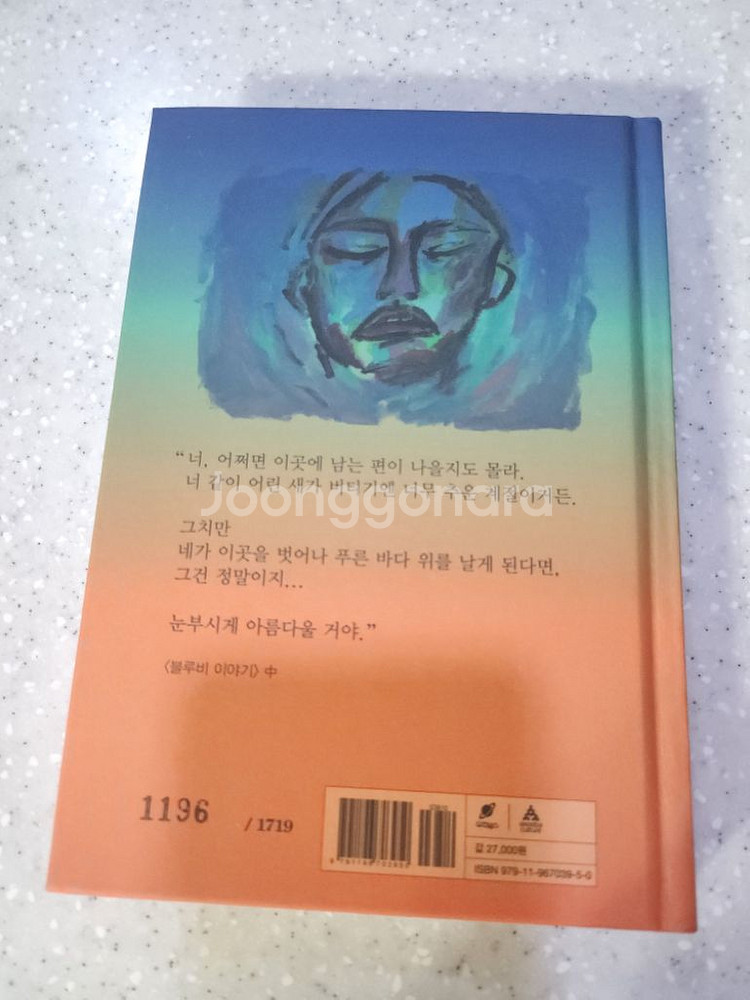 “너, 어쩌면 이곳에 남는 편이 나을지도 몰라.
너 같이 어린 새가 버티기엔 너무 추운 계절이거든.
Joonggonara
그치만
네가 이곳을 벗어나 푸른 바다 위를 날게 된다면,
그건 정말이지...
눈부시게 아름다울 거야.”
〈블루비 이야기〉 中
1196 / 1719
값 27,000원
ISBN 979-11-967039-5-0